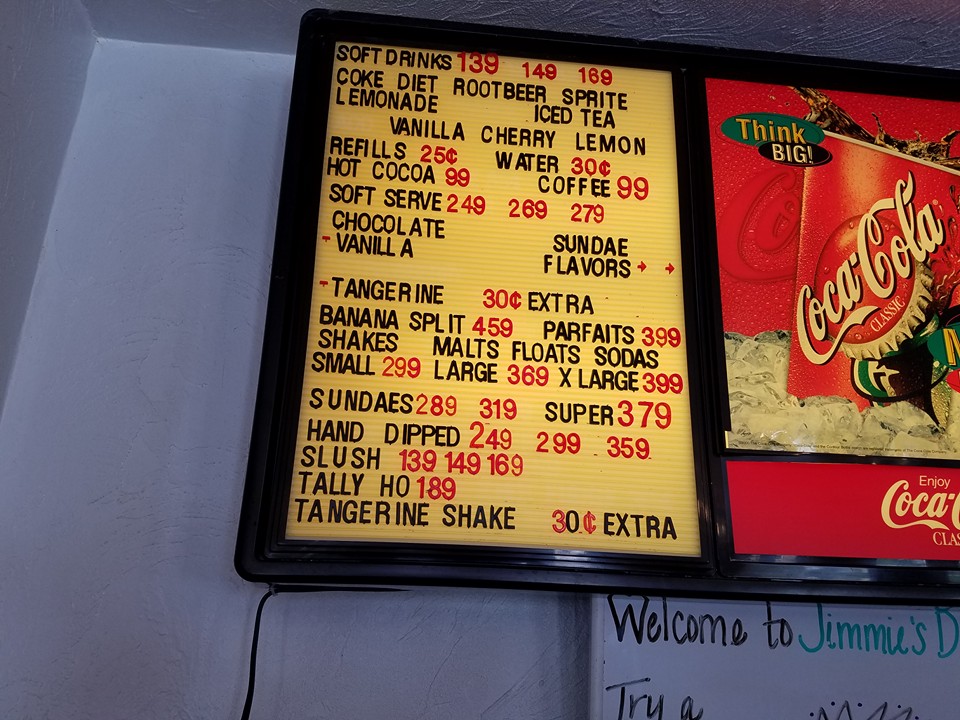 SOFT DRINKS 139 149 169
COKE DIET ROOTBEER SPRITE
LEMONADE ICED TEA
VANILLA CHERRY LEMON
REFILLS 25¢ WATER 30¢
HOT COCOA 99 COFFEE 99
SOFT SERVE 249 269 279
CHOCOLATE
-VANILLA SUNDAE
FLAVORS→ →
-TANGERINE 30¢ EXTRA
BANANA SPLIT 459 PARFAITS 399
SHAKES MALTS FLOATS SODAS
SMALL 299 LARGE 369 X LARGE 399
SUNDAES 289 319 SUPER 379
HAND DIPPED 249 299 359
SLUSH 139 149 169
TALLY HO 189
TANGERINE SHAKE 30¢ EXTRA
Think
BIG!
Coca-Cola
CLASSIC
Enjoy
Welcome to Jimmie's
Try a